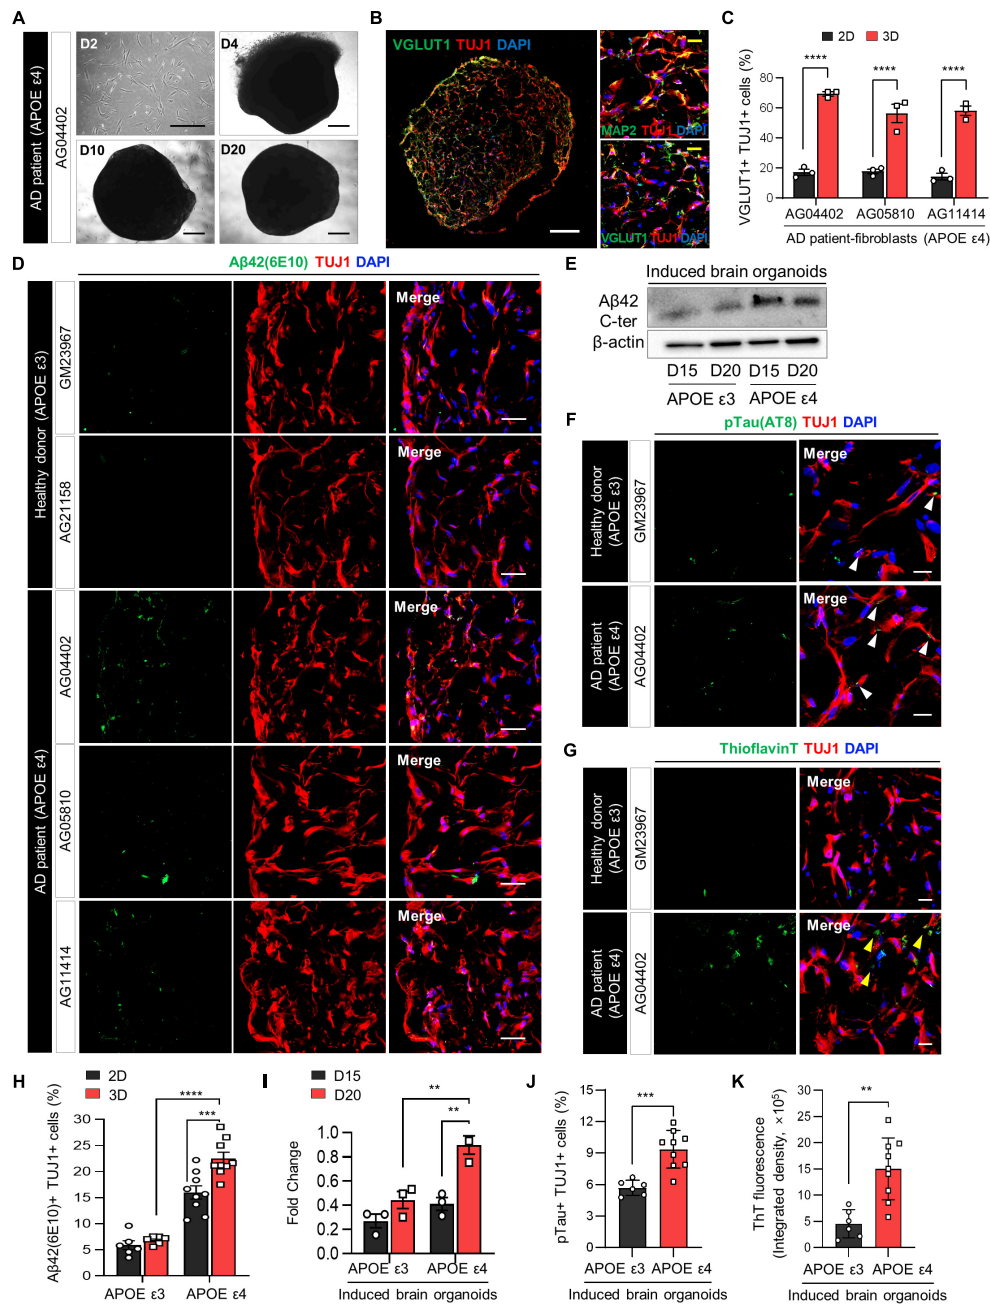 A
AD patient (APOE ε4)
AG04402
D2
D4
D10
D20
B
VGLUT1 TUJ1 DAPI
MAP2 TUJ1 DAPI
VGLUT1 TUJ1 DAPI
C
2D
3D
VGLUT1+ TUJ1+ cells (%)
80
60
40
20
0
****
****
****
AG04402
AG05810
AG11414
AD patient-fibroblasts (APOE ε4)
D
Aβ42(6E10) TUJ1 DAPI
Healthy donor (APOE ε3)
GM23967
Merge
AG21158
Merge
AD patient (APOE ε4)
AG04402
Merge
AG05810
Merge
AG11414
Merge
E
Induced brain organoids
Aβ42
C-ter
β-actin
D15 D20 D15 D20
APOE ε3 APOE ε4
F
pTau(AT8) TUJ1 DAPI
Healthy donor
(APOE ε3)
GM23967
Merge
AD patient
(APOE ε4)
AG04402
Merge
G
ThioflavinT TUJ1 DAPI
Healthy donor
(APOE ε3)
GM23967
Merge
AD patient
(APOE ε4)
AG04402
Merge
H
2D
3D
Aβ42(6E10)+ TUJ1+ cells (%)
30
25
20
15
10
5
0
****
***
APOE ε3 APOE ε4
I
D15
D20
Fold Change
1.0
0.8
0.6
0.4
0.2
0.0
**
**
APOE ε3 APOE ε4
Induced brain organoids
J
pTau+ TUJ1+ cells (%)
15
12
9
6
3
0
***
APOE ε3 APOE ε4
Induced brain organoids
K
ThT fluorescence
(Integrated density, ×10⁵)
30
25
20
15
10
5
0
**
APOE ε3 APOE ε4
Induced brain organoids